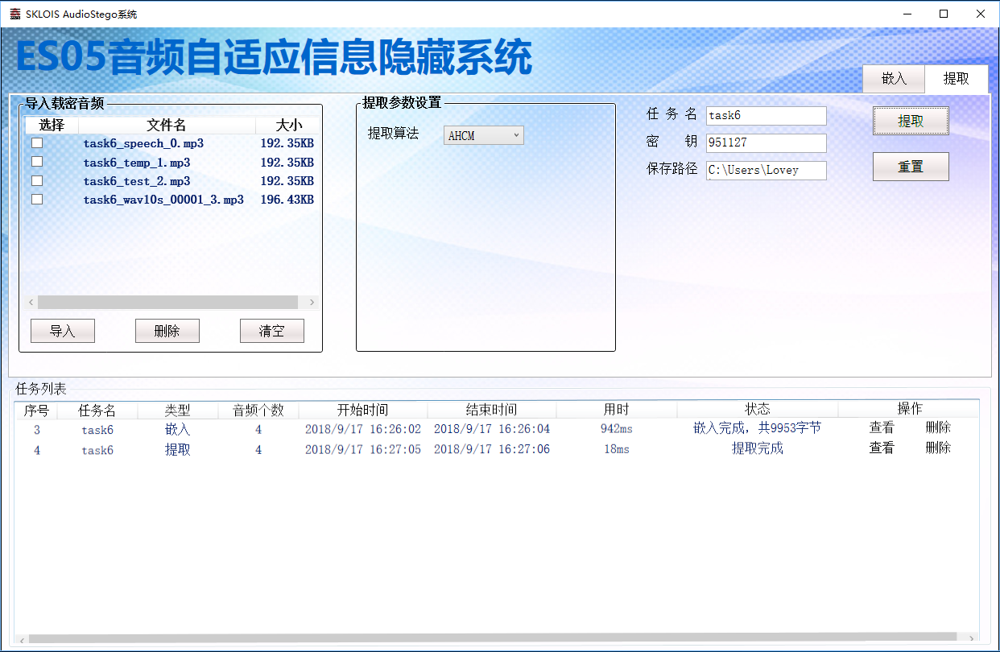 SKLOIS AudioStego系统
ES05音频自适应信息隐藏系统
嵌入 提取
导入载密音频
选择 文件名 大小
task6_speech_0.mp3 192.35KB
task6_temp_1.mp3 192.35KB
task6_test_2.mp3 192.35KB
task6_wav10s_00001_3.mp3 196.43KB
导入 删除 清空
提取参数设置
提取算法 AHCM
任务名 task6
密钥 951127
保存路径 C:\Users\Lovey
提取
重置
任务列表
序号 任务名 类型 音频个数 开始时间 结束时间 用时 状态 操作
3 task6 嵌入 4 2018/9/17 16:26:02 2018/9/17 16:26:04 942ms 嵌入完成，共9953字节 查看 删除
4 task6 提取 4 2018/9/17 16:27:05 2018/9/17 16:27:06 18ms 提取完成 查看 删除